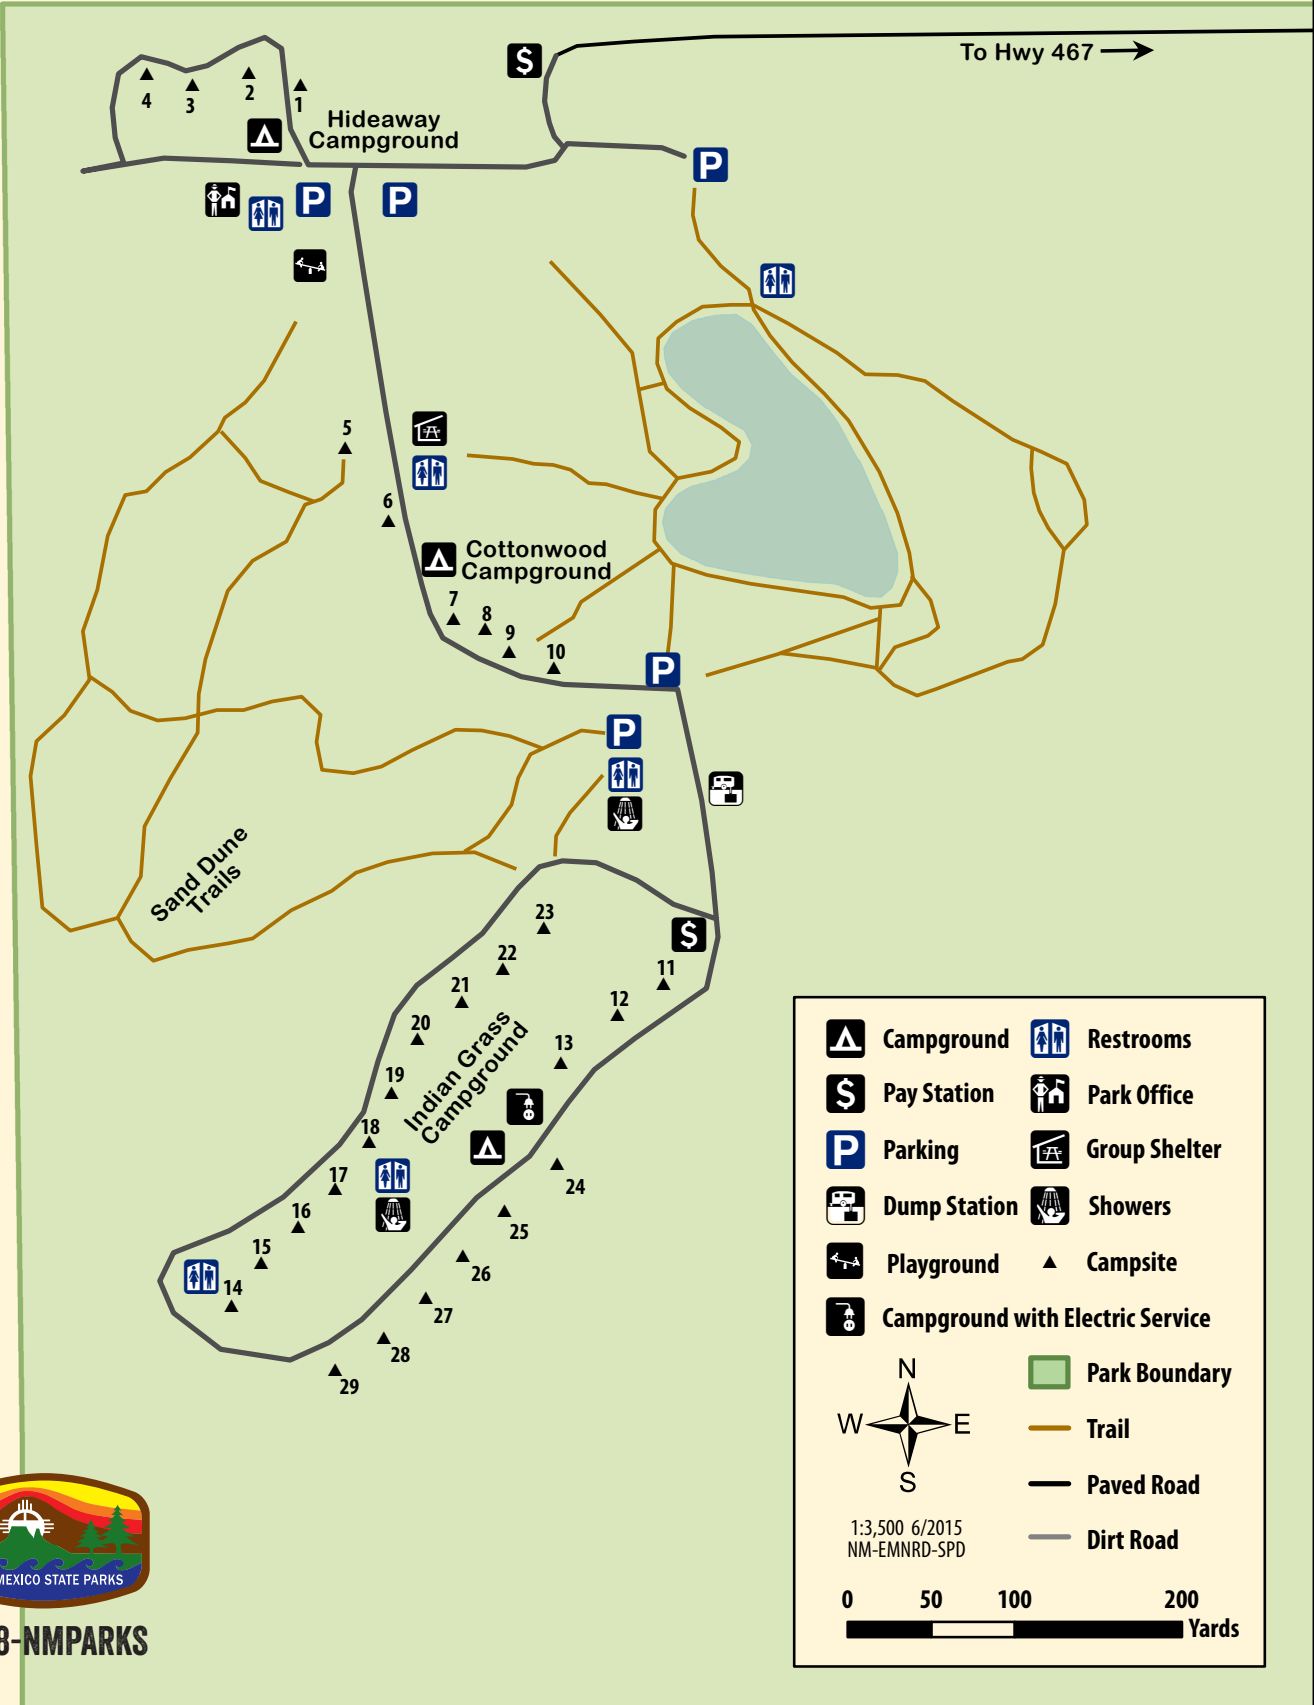 To Hwy 467
$
4
3
2
1
Hideaway
Campground
P
P
P
5
6
Cottonwood
Campground
7
8
9
10
P
P
Sand Dune
Trails
23
22
21
20
19
18
17
16
15
14
$
11
12
13
Indian Grass
Campground
24
25
26
27
28
29
Campground
Restrooms
$ Pay Station
Park Office
P Parking
Group Shelter
Dump Station
Showers
Playground
Campsite
Campground with Electric Service
N
W E
S
Park Boundary
Trail
Paved Road
Dirt Road
1:3,500 6/2015
NM-EMNRD-SPD
0 50 100 200
Yards
MEXICO STATE PARKS
8-NMPARKS